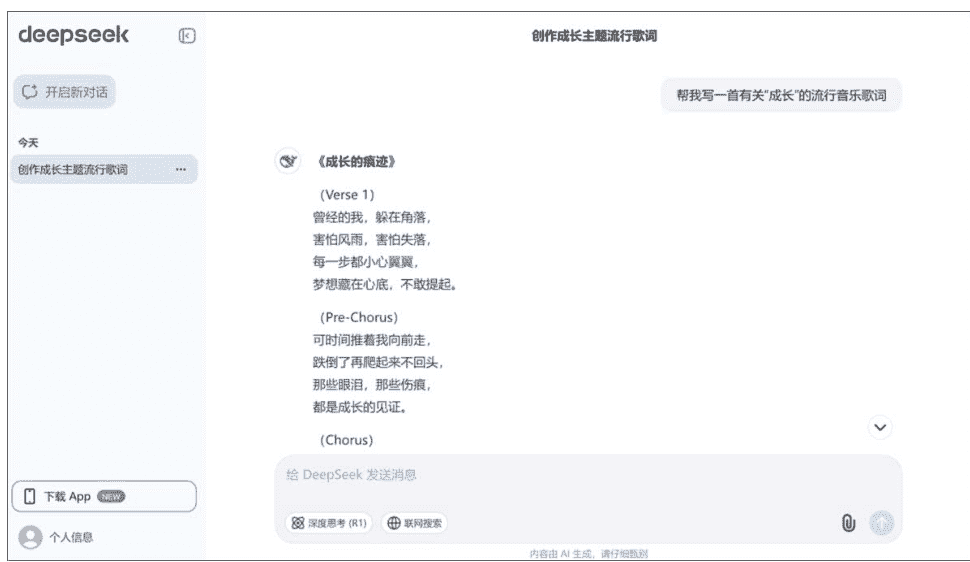 deepseek
开启新对话
今天
创作成长主题流行歌词
下载 App NEW
个人信息
创作成长主题流行歌词
帮我写一首有关“成长”的流行音乐歌词
《成长的痕迹》
（Verse 1）
曾经的我，躲在角落，
害怕风雨，害怕失落，
每一步都小心翼翼，
梦想藏在心底，不敢提起。
（Pre-Chorus）
可时间推着我向前走，
跌倒了再爬起来不回头，
那些眼泪，那些伤痕，
都是成长的见证。
（Chorus）
给 DeepSeek 发送消息
深度思考 (R1)
联网搜索
内容由 AI 生成，请仔细甄别